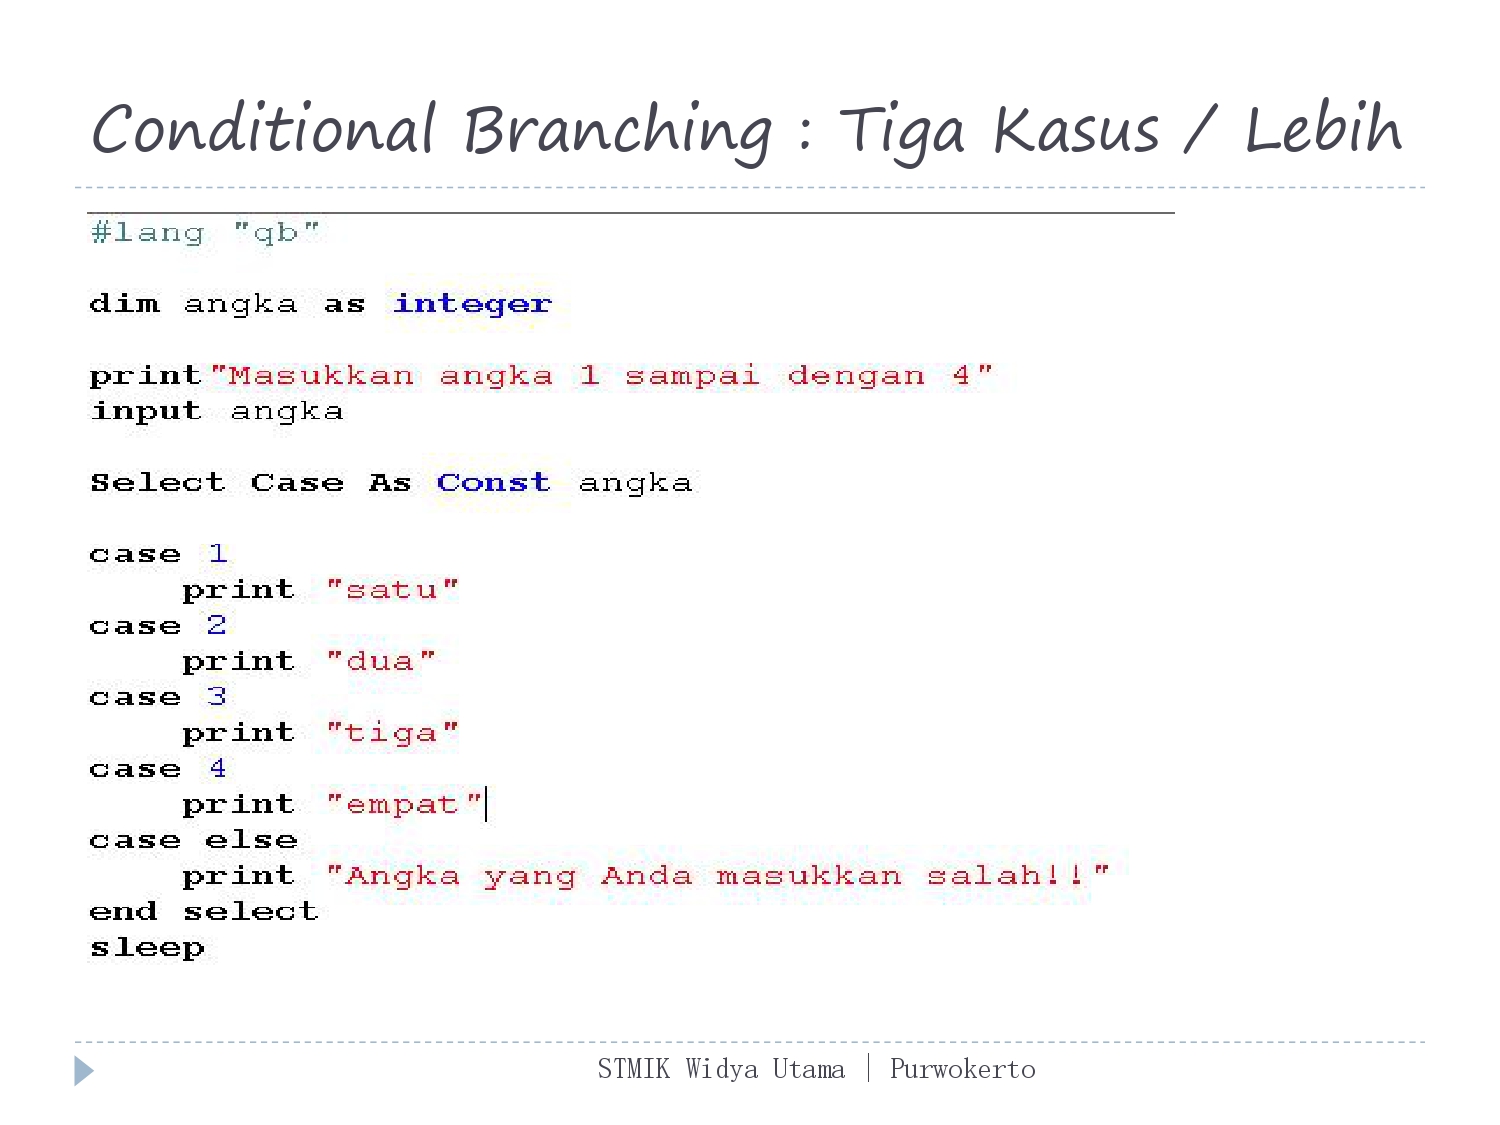 Conditional Branching : Tiga Kasus / Lebih
#lang "qb"
dim angka as integer
print"Masukkan angka 1 sampai dengan 4"
input angka
Select Case As Const angka
case 1
    print "satu"
case 2
    print "dua"
case 3
    print "tiga"
case 4
    print "empat"
case else
    print "Angka yang Anda masukkan salah!!"
end select
sleep
STMIK Widya Utama | Purwokerto